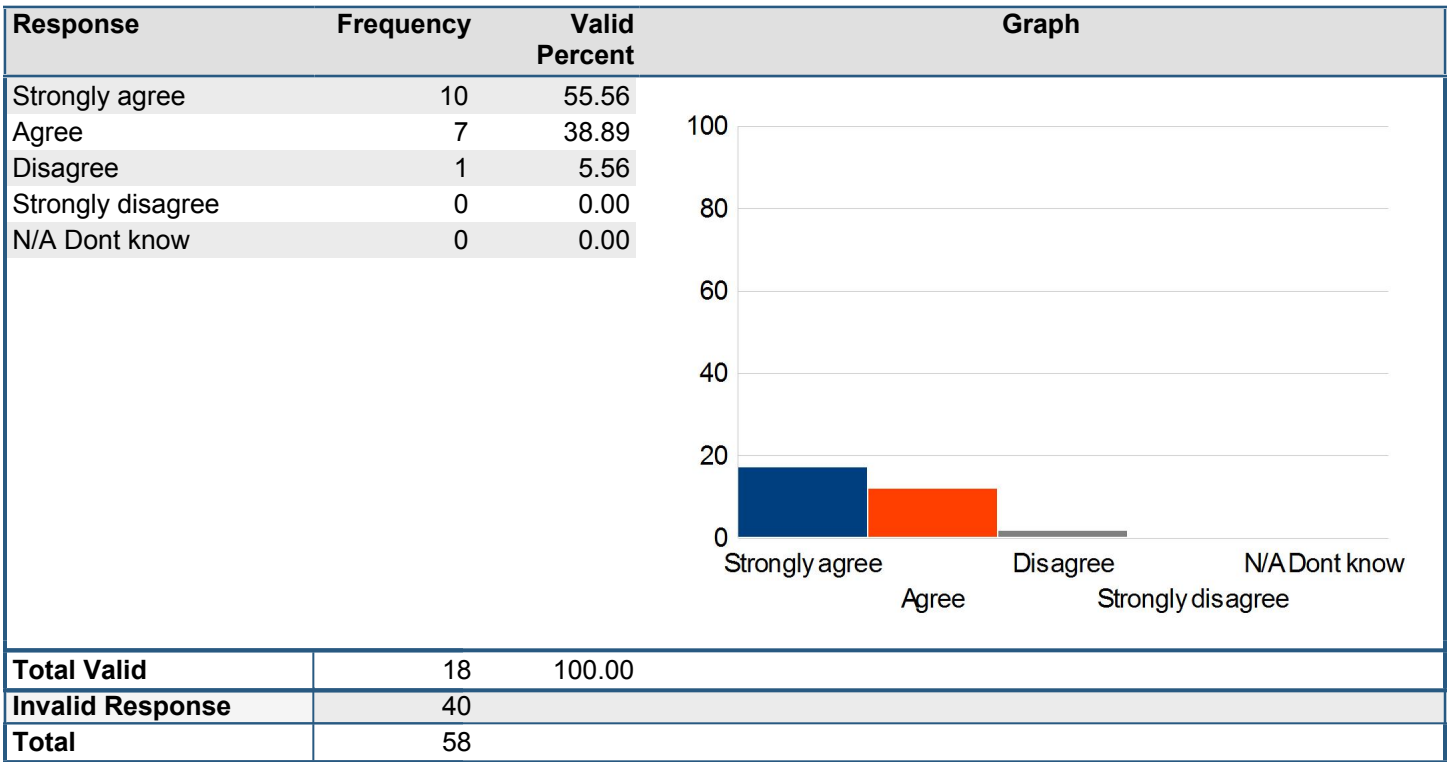 Response Frequency Valid Percent Graph
Strongly agree 10 55.56
Agree 7 38.89
Disagree 1 5.56
Strongly disagree 0 0.00
N/A Dont know 0 0.00
100
80
60
40
20
0
Strongly agree Disagree N/A Dont know
Agree Strongly disagree
Total Valid 18 100.00
Invalid Response 40
Total 58